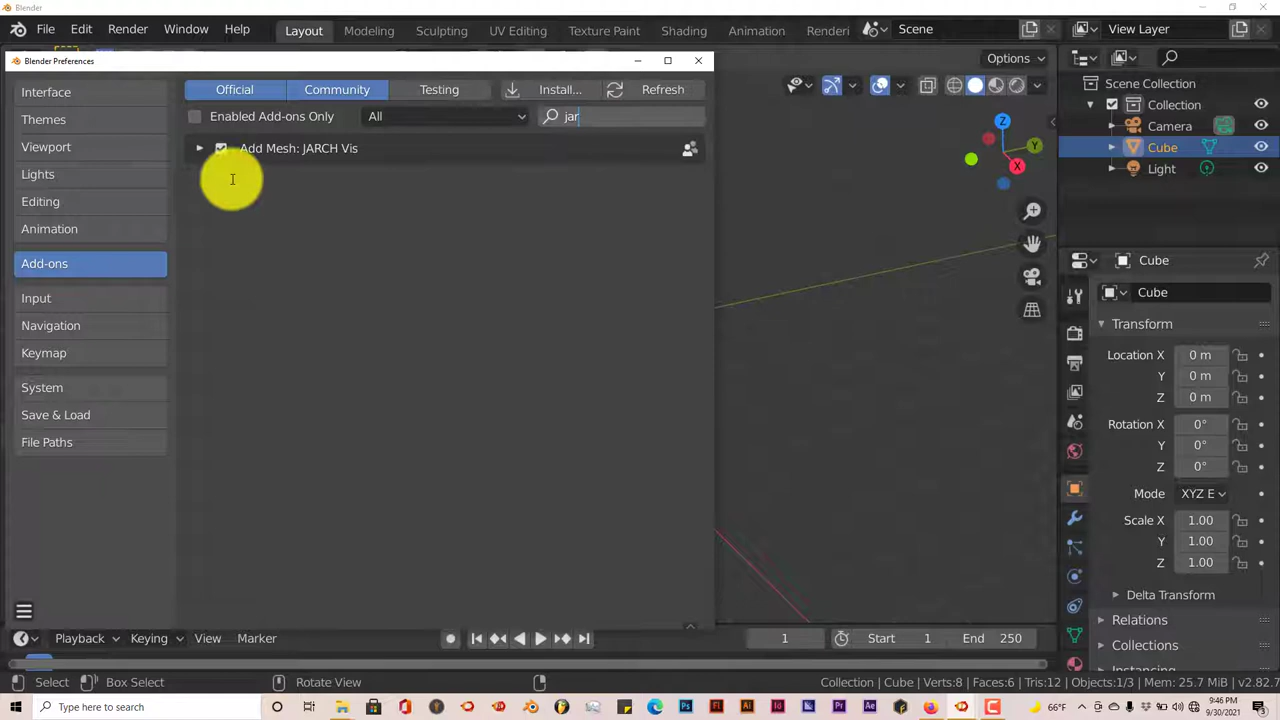 Blender
File Edit Render Window Help Layout Modeling Sculpting UV Editing Texture Paint Shading Animation Renderi Scene View Layer
Blender Preferences
Options
Interface
Themes
Viewport
Lights
Editing
Animation
Add-ons
Input
Navigation
Keymap
System
Save & Load
File Paths
Official Community Testing Install... Refresh
Enabled Add-ons Only All jar
Add Mesh: JARCH Vis
Z
Y
X
Scene Collection
Collection
Camera
Cube
Light
Cube
Cube
Transform
Location X 0 m
Y 0 m
Z 0 m
Rotation X 0°
Y 0°
Z 0°
Mode XYZ E
Scale X 1.00
Y 1.00
Z 1.00
Delta Transform
Relations
Collections
Instancing
Playback Keying View Marker 1 Start 1 End 250
Select Box Select Rotate View Collection | Cube | Verts:8 | Faces:6 | Tris:12 | Objects:1/3 | Mem: 25.7 MiB | v2.82.7
Type here to search 66°F 9:46 PM
9/30/2021